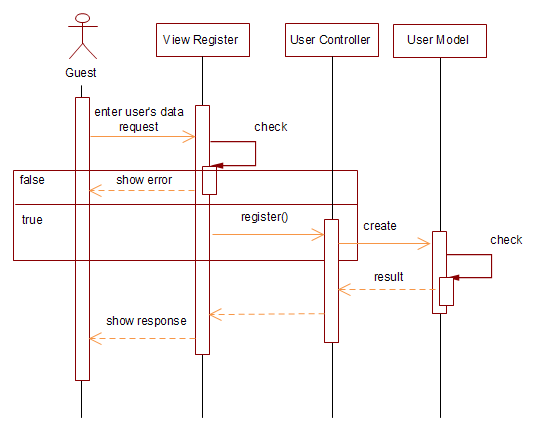 View Register
User Controller
User Model
Guest
enter user's data
request
check
false
show error
true
register()
create
check
result
show response